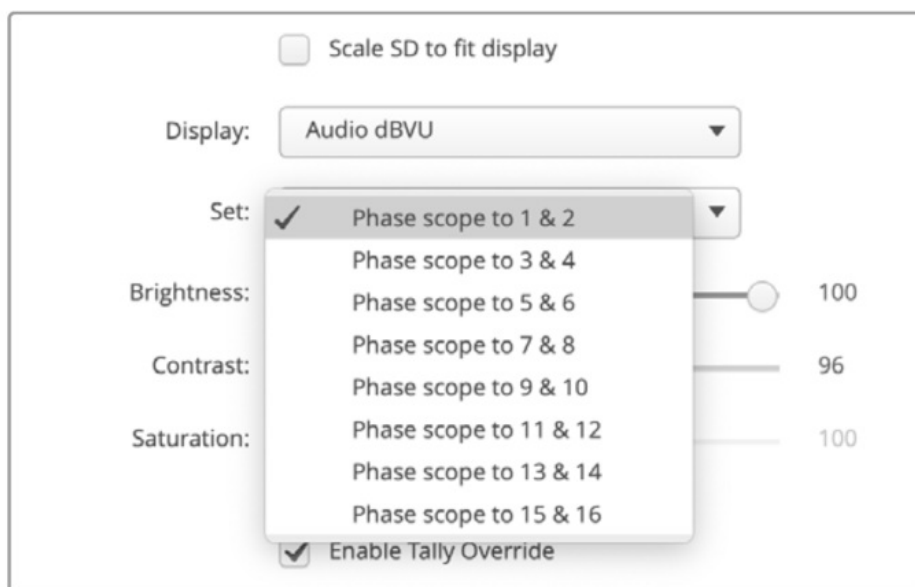 Scale SD to fit display
Display: Audio dBVU
Set: Phase scope to 1 & 2
Phase scope to 3 & 4
Phase scope to 5 & 6
Brightness: 100
Phase scope to 7 & 8
Contrast: 96
Phase scope to 9 & 10
Phase scope to 11 & 12
Saturation: 100
Phase scope to 13 & 14
Phase scope to 15 & 16
Enable Tally Override